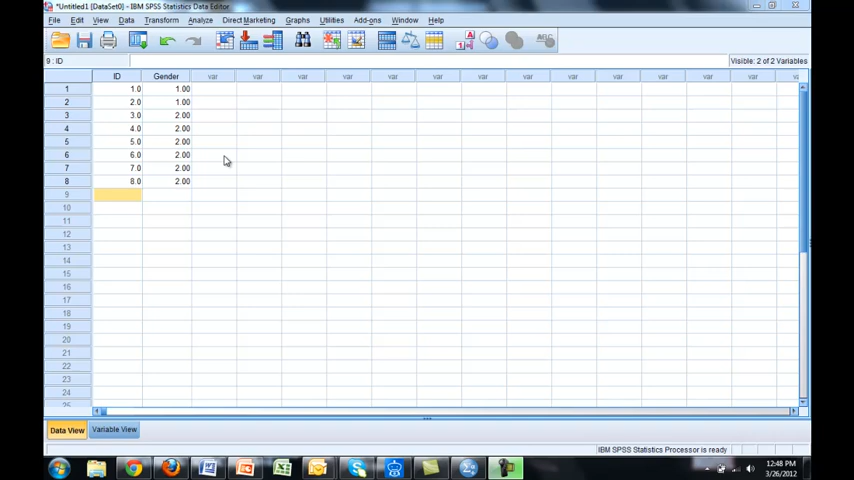 *Untitled1 [DataSet0] - IBM SPSS Statistics Data Editor
File Edit View Data Transform Analyze Direct Marketing Graphs Utilities Add-ons Window Help
9 : ID Visible: 2 of 2 Variables
ID Gender var var var var var var var var var var var var var
1 1.0 1.00
2 2.0 1.00
3 3.0 2.00
4 4.0 2.00
5 5.0 2.00
6 6.0 2.00
7 7.0 2.00
8 8.0 2.00
9
10
11
12
13
14
15
16
17
18
19
20
21
22
23
24
25
Data View Variable View
IBM SPSS Statistics Processor is ready
12:48 PM
3/26/2012